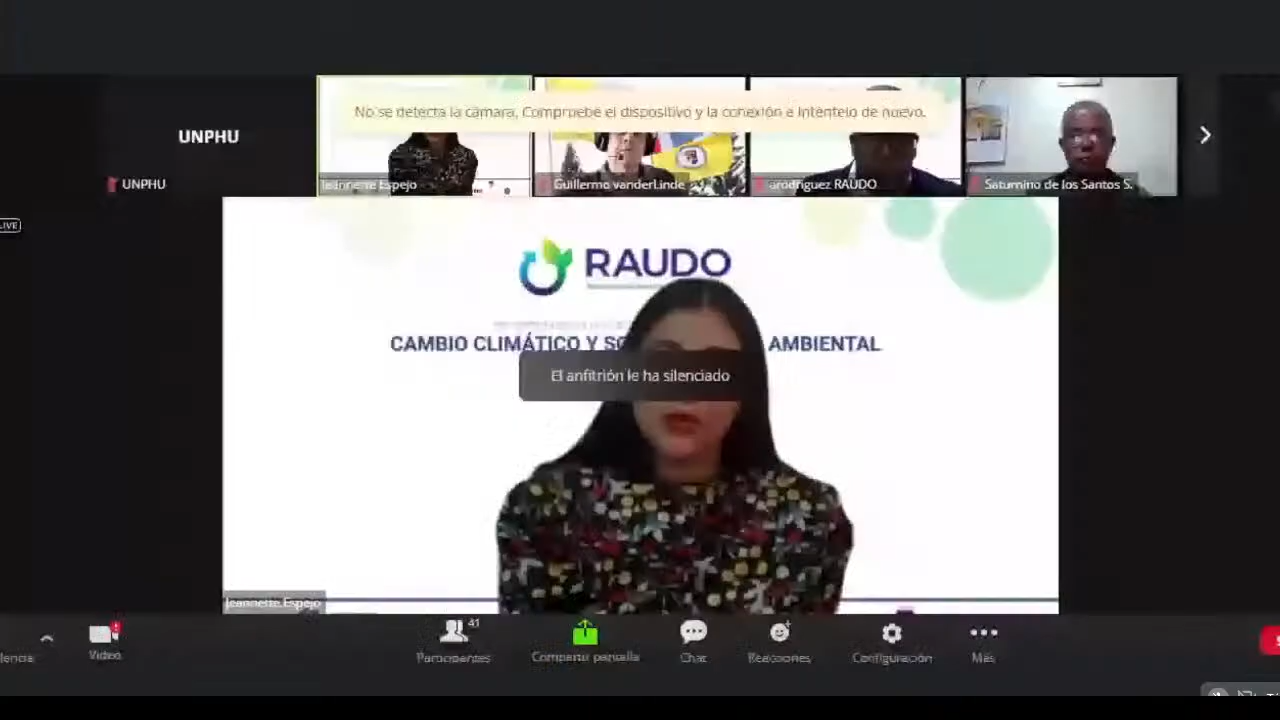 No se detecta la cámara. Compruebe el dispositivo y la conexión e inténtelo de nuevo.
UNPHU
UNPHU
Jeannette Espejo
Guillermo vanderLinde
arodriguez RAUDO
Saturnino de los Santos S.
LIVE
RAUDO
CAMBIO CLIMÁTICO Y SO
AMBIENTAL
El anfitrión le ha silenciado
Jeannette Espejo
Video
41
Participantes
Compartir pantalla
Chat
Reacciones
Configuración
Más